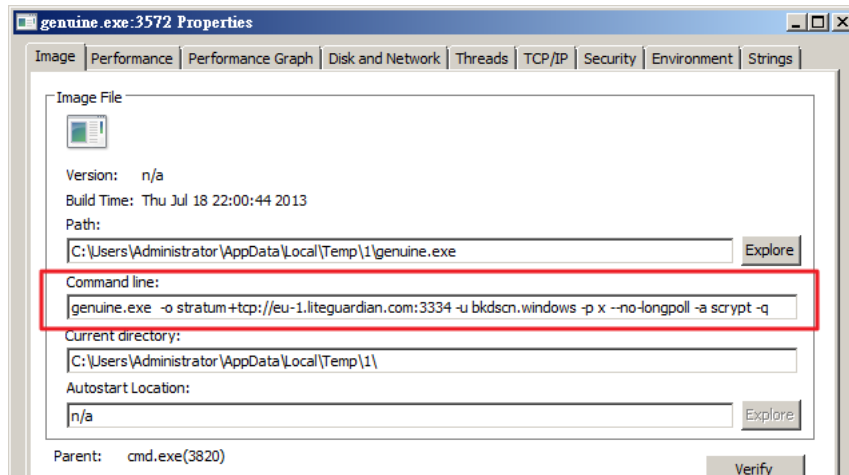 genuine.exe:3572 Properties
Image Performance Performance Graph Disk and Network Threads TCP/IP Security Environment Strings
Image File
Version: n/a
Build Time: Thu Jul 18 22:00:44 2013
Path:
C:\Users\Administrator\AppData\Local\Temp\1\genuine.exe Explore
Command line:
genuine.exe -o stratum+tcp://eu-1.liteguardian.com:3334 -u bkdscn.windows -p x --no-longpoll -a scrypt -q
Current directory:
C:\Users\Administrator\AppData\Local\Temp\1\
Autostart Location:
n/a Explore
Parent: cmd.exe(3820)
Verify